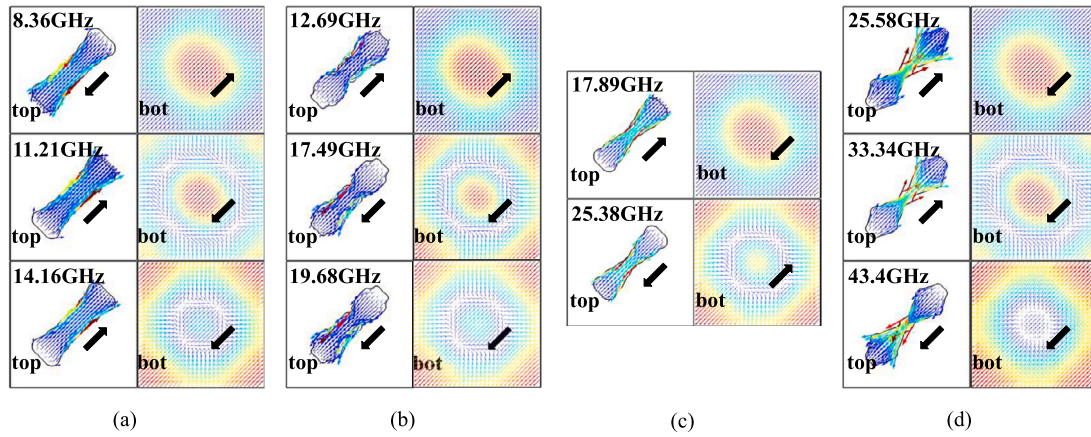 8.36GHz
top
bot
11.21GHz
top
bot
14.16GHz
top
bot
(a)
12.69GHz
top
bot
17.49GHz
top
bot
19.68GHz
top
bot
(b)
17.89GHz
top
bot
25.38GHz
top
bot
(c)
25.58GHz
top
bot
33.34GHz
top
bot
43.4GHz
top
bot
(d)